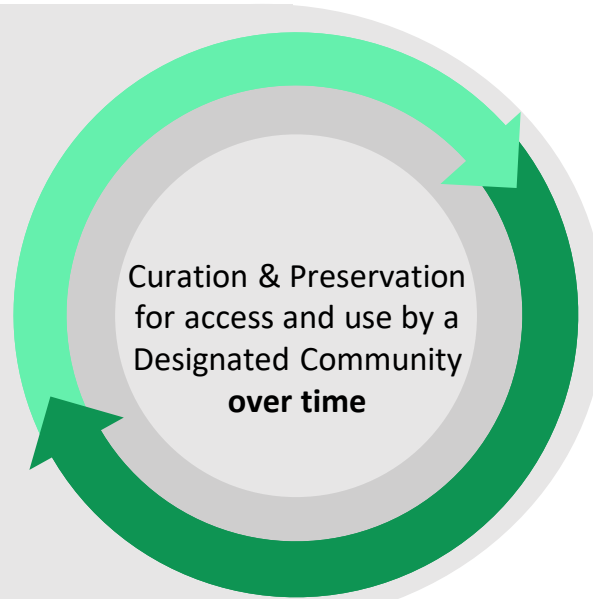 Curation & Preservation
for access and use by a
Designated Community
over time